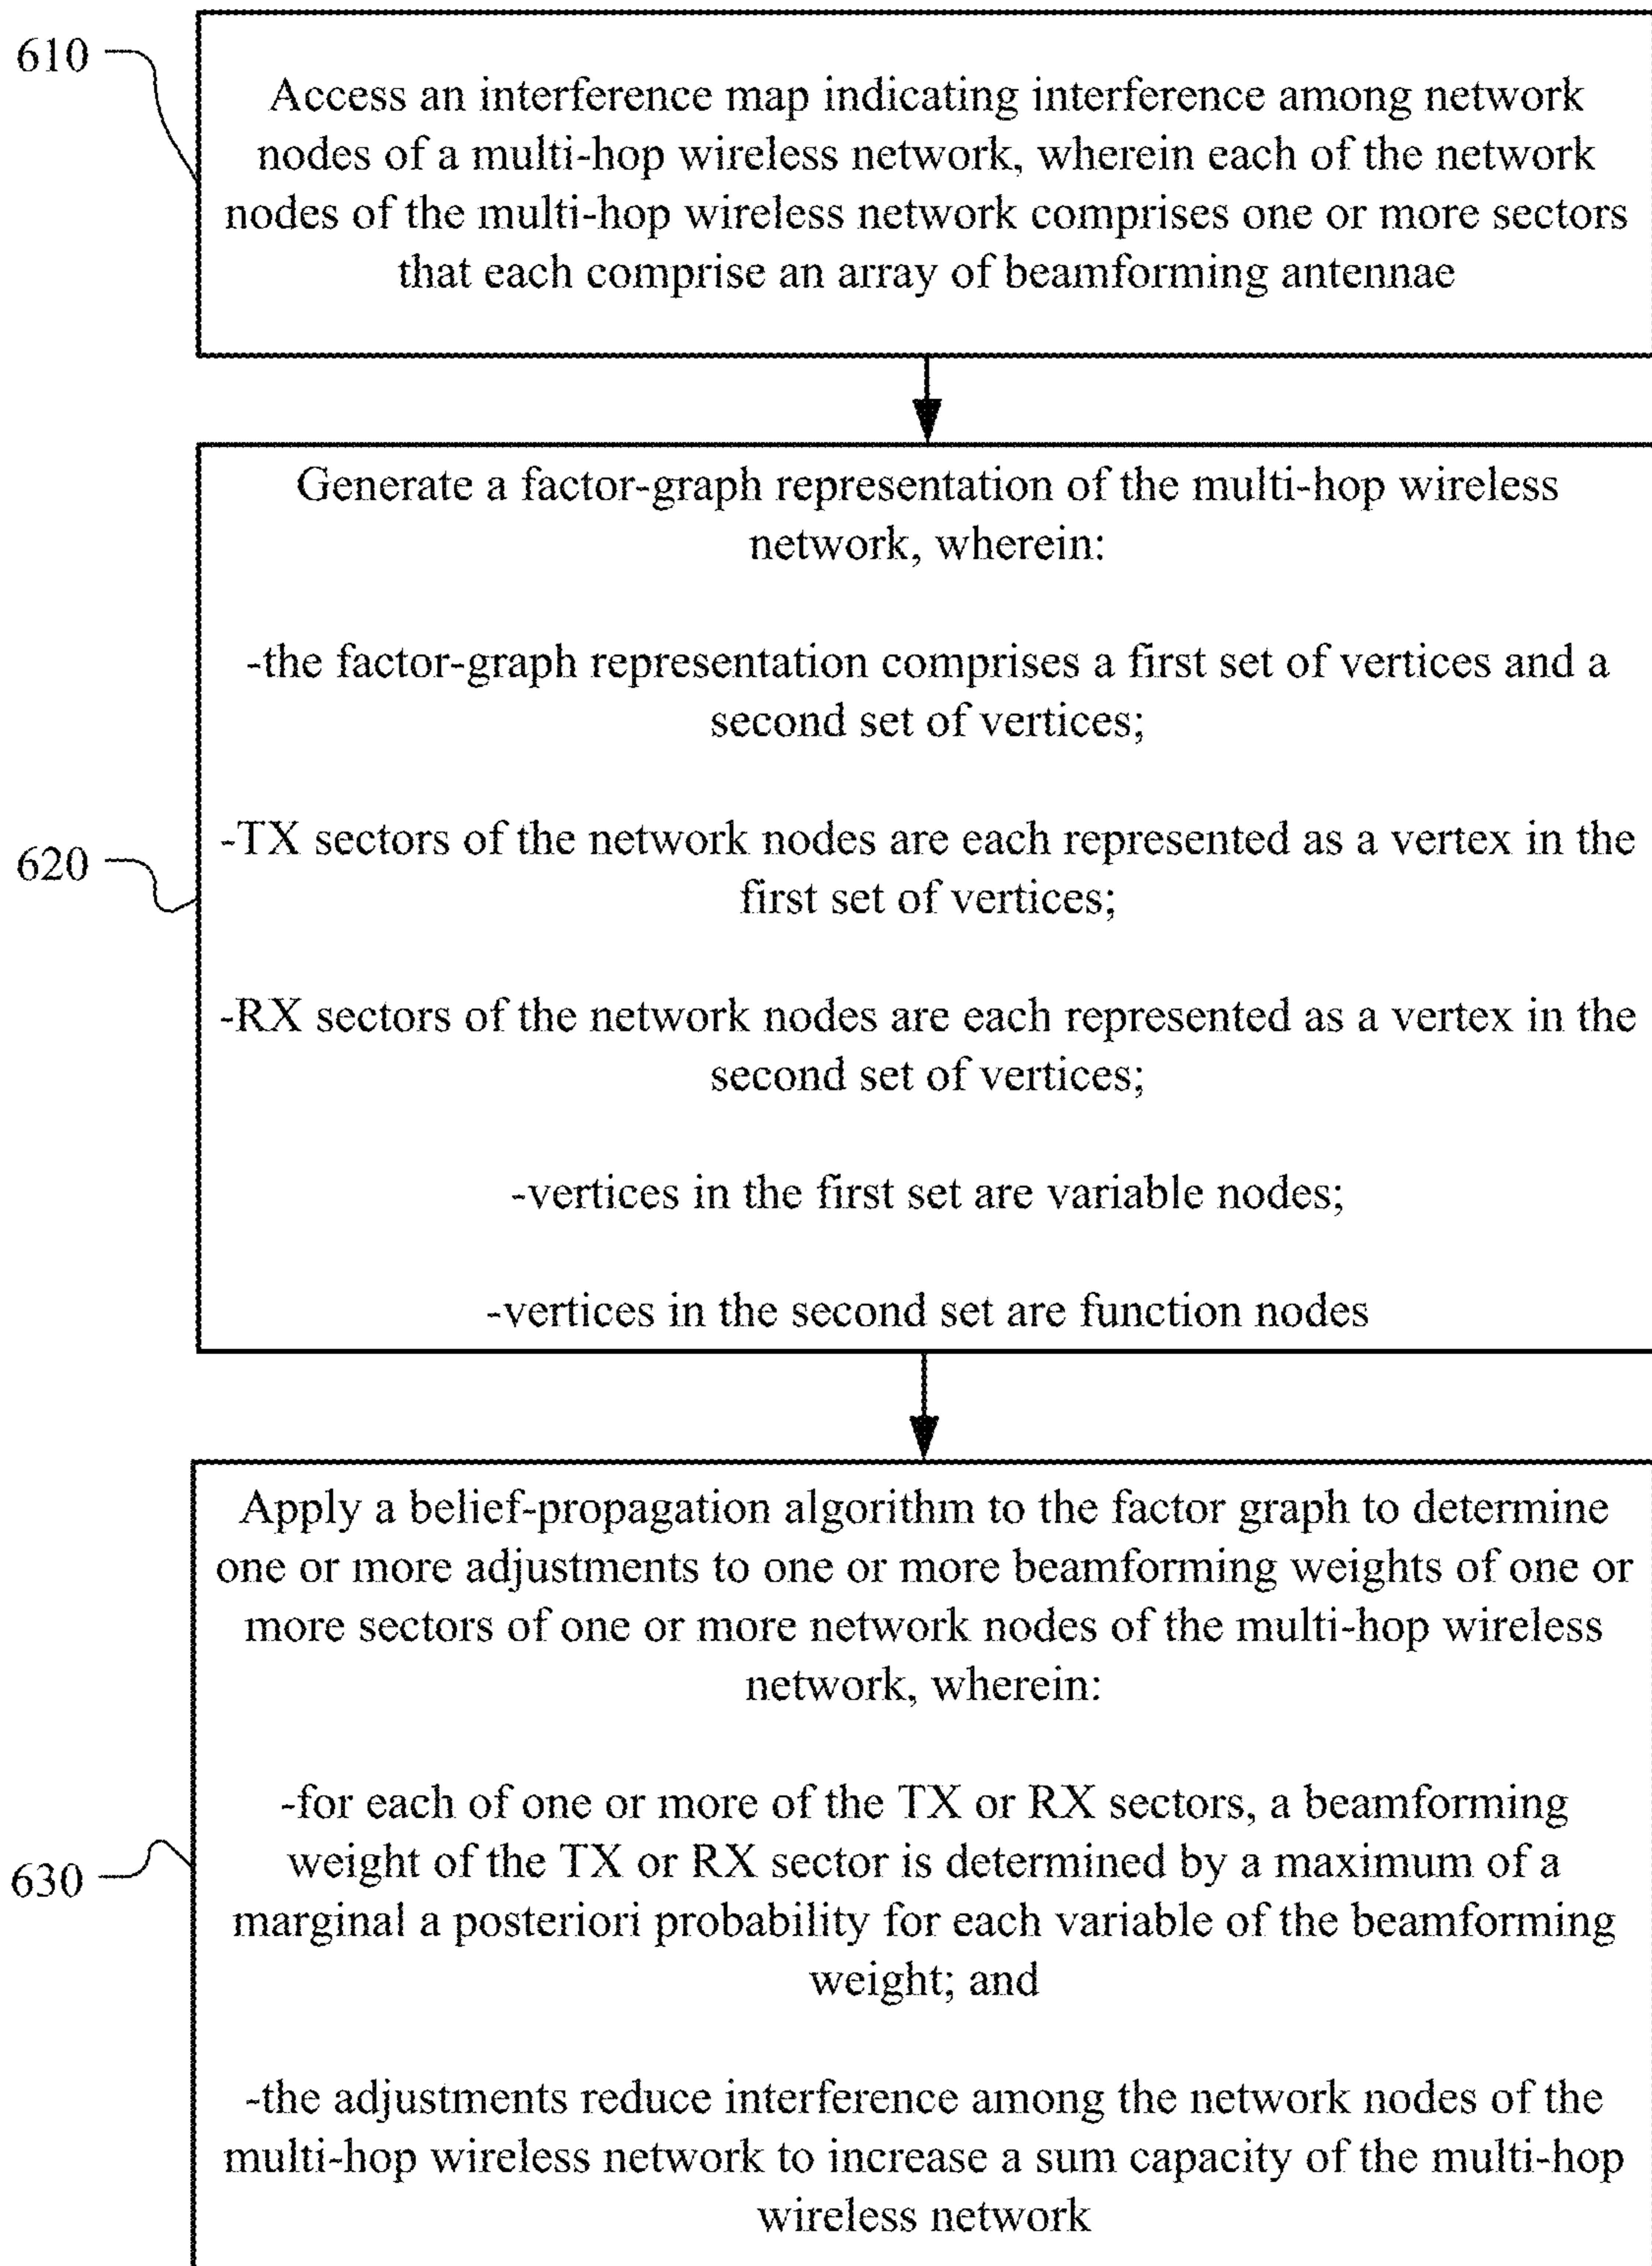 610
Access an interference map indicating interference among network
nodes of a multi-hop wireless network, wherein each of the network
nodes of the multi-hop wireless network comprises one or more sectors
that each comprise an array of beamforming antennae
Generate a factor-graph representation of the multi-hop wireless
network, wherein:
-the factor-graph representation comprises a first set of vertices and a
second set of vertices;
-TX sectors of the network nodes are each represented as a vertex in the
first set of vertices;
620
-RX sectors of the network nodes are each represented as a vertex in the
second set of vertices;
-vertices in the first set are variable nodes;
-vertices in the second set are function nodes
Apply a belief-propagation algorithm to the factor graph to determine
one or more adjustments to one or more beamforming weights of one or
more sectors of one or more network nodes of the multi-hop wireless
network, wherein:
-for each of one or more of the TX or RX sectors, a beamforming
weight of the TX or RX sector is determined by a maximum of a
630
marginal a posteriori probability for each variable of the beamforming
weight; and
-the adjustments reduce interference among the network nodes of the
multi-hop wireless network to increase a sum capacity of the multi-hop
wireless network